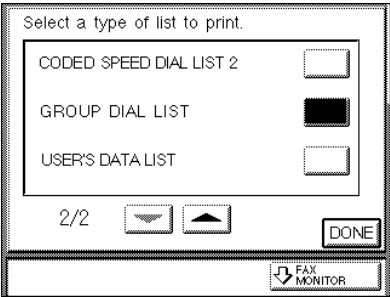 Select a type of list to print.
CODED SPEED DIAL LIST 2
GROUP DIAL LIST
USER'S DATA LIST
2/2
DONE
FAX
MONITOR